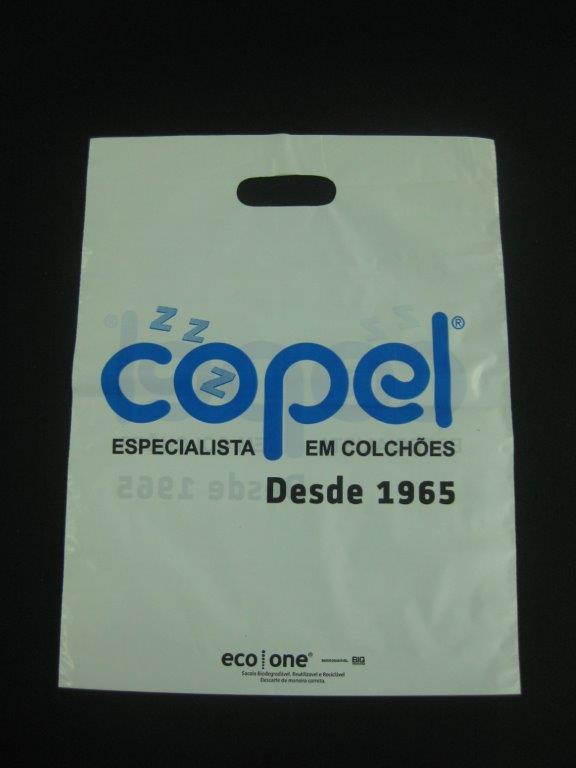 z z z
copel®
ESPECIALISTA EM COLCHÕES
Desde 1965
eco one®
BIG
Sacola Biodegradável, Reutilizável e Reciclável
Descarte de maneira correta.